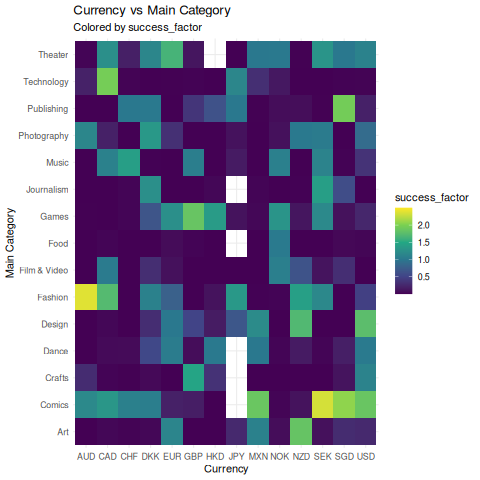 Currency vs Main Category
Colored by success_factor
Theater
Technology
Publishing
Photography
Music
Journalism
Games
Food
Film & Video
Fashion
Design
Dance
Crafts
Comics
Art
Main Category
AUD CAD CHF DKK EUR GBP HKD JPY MXN NOK NZD SEK SGD USD
Currency
success_factor
2.0
1.5
1.0
0.5